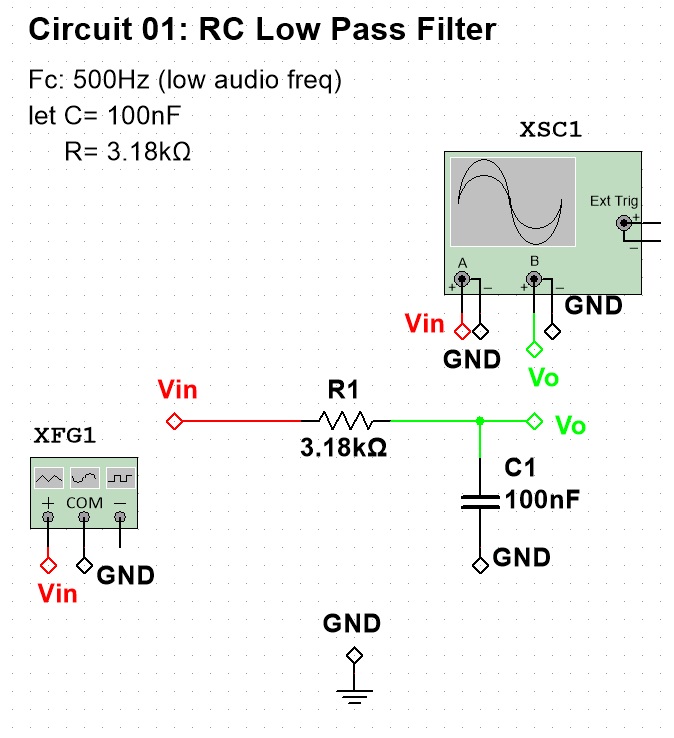 Circuit 01: RC Low Pass Filter
Fc: 500Hz (low audio freq)
let C= 100nF
R= 3.18kΩ
XSC1
Ext Trig
+
−
A
B
+ − + −
GND
Vin
GND
Vo
Vin
R1
Vo
3.18kΩ
XFG1
C1
100nF
+ COM −
GND
GND
Vin
GND